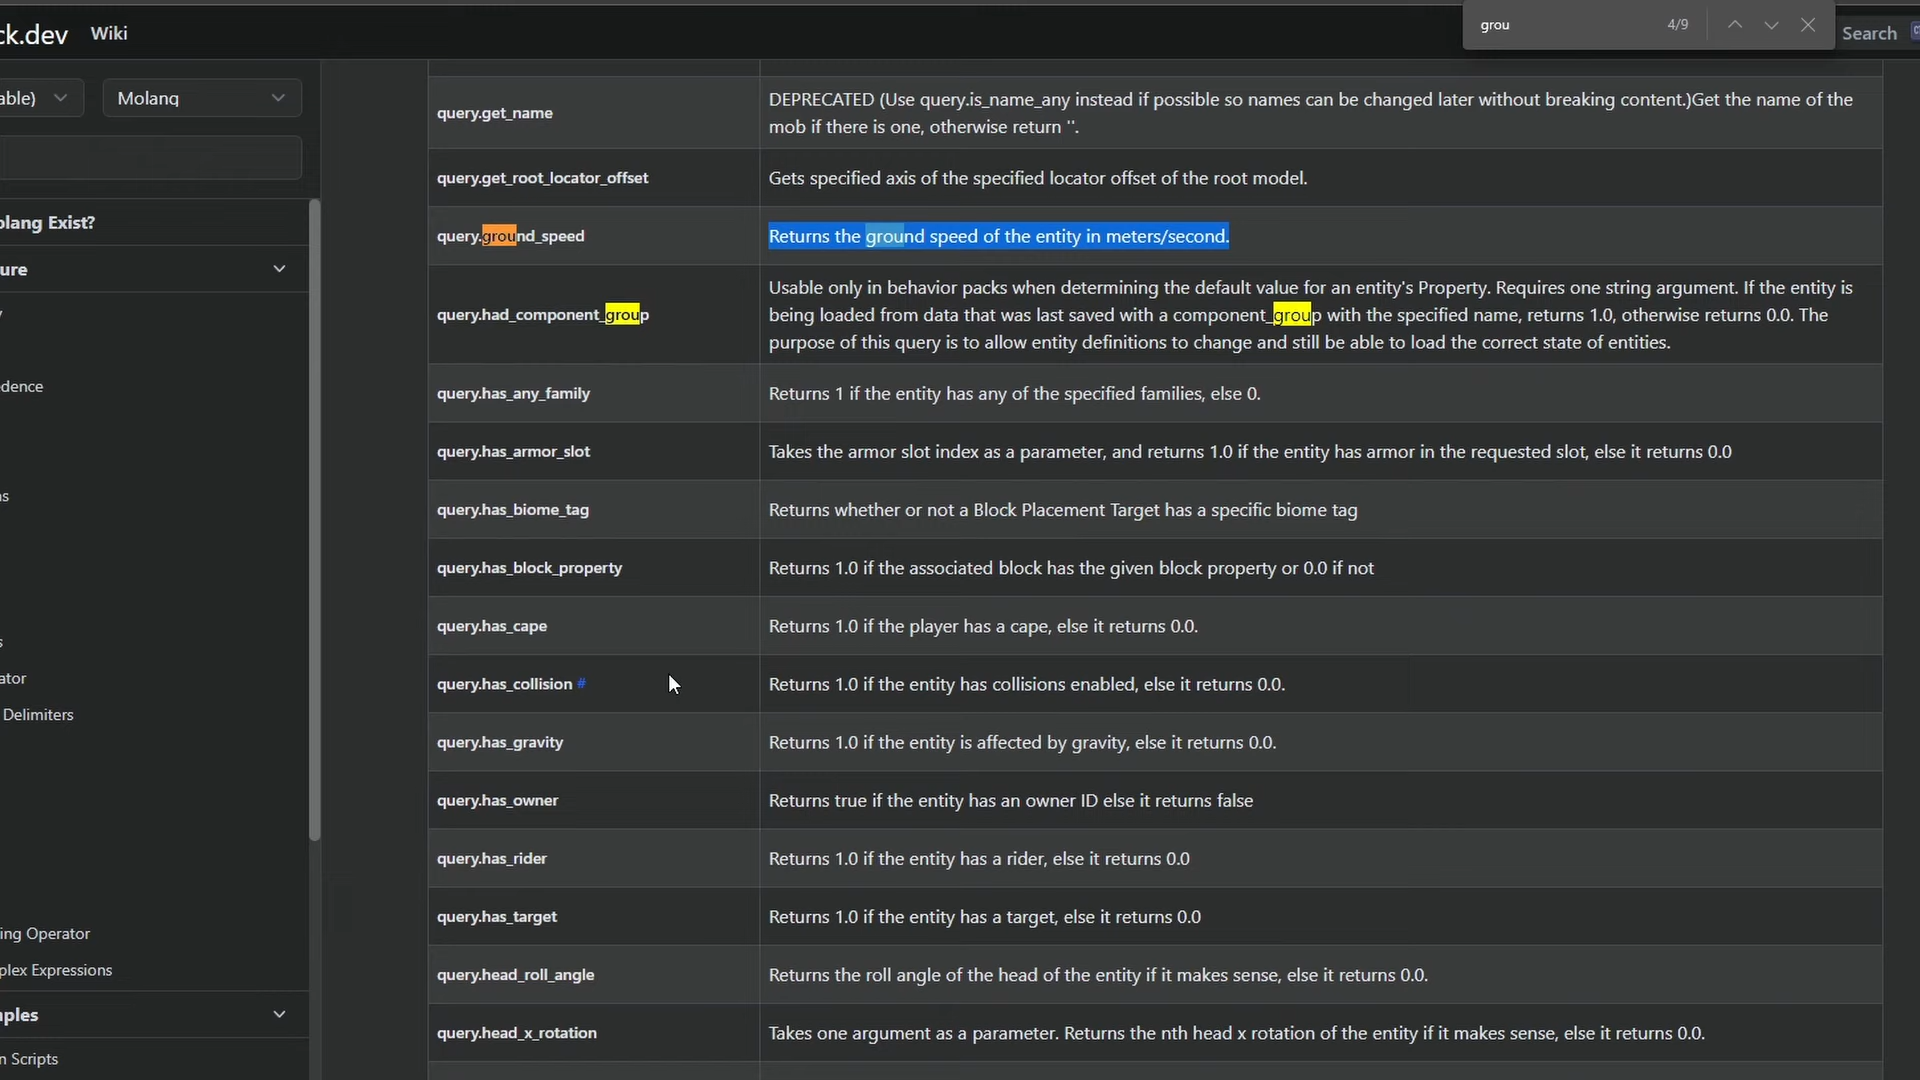 ck.dev Wiki
grou 4/9
Search
able) Molang
olang Exist?
ure
edence
ator
Delimiters
ing Operator
plex Expressions
nples
n Scripts
query.get_name DEPRECATED (Use query.is_name_any instead if possible so names can be changed later without breaking content.)Get the name of the
mob if there is one, otherwise return ''.
query.get_root_locator_offset Gets specified axis of the specified locator offset of the root model.
query.ground_speed Returns the ground speed of the entity in meters/second.
query.had_component_group Usable only in behavior packs when determining the default value for an entity's Property. Requires one string argument. If the entity is
being loaded from data that was last saved with a component_group with the specified name, returns 1.0, otherwise returns 0.0. The
purpose of this query is to allow entity definitions to change and still be able to load the correct state of entities.
query.has_any_family Returns 1 if the entity has any of the specified families, else 0.
query.has_armor_slot Takes the armor slot index as a parameter, and returns 1.0 if the entity has armor in the requested slot, else it returns 0.0
query.has_biome_tag Returns whether or not a Block Placement Target has a specific biome tag
query.has_block_property Returns 1.0 if the associated block has the given block property or 0.0 if not
query.has_cape Returns 1.0 if the player has a cape, else it returns 0.0.
query.has_collision # Returns 1.0 if the entity has collisions enabled, else it returns 0.0.
query.has_gravity Returns 1.0 if the entity is affected by gravity, else it returns 0.0.
query.has_owner Returns true if the entity has an owner ID else it returns false
query.has_rider Returns 1.0 if the entity has a rider, else it returns 0.0
query.has_target Returns 1.0 if the entity has a target, else it returns 0.0
query.head_roll_angle Returns the roll angle of the head of the entity if it makes sense, else it returns 0.0.
query.head_x_rotation Takes one argument as a parameter. Returns the nth head x rotation of the entity if it makes sense, else it returns 0.0.